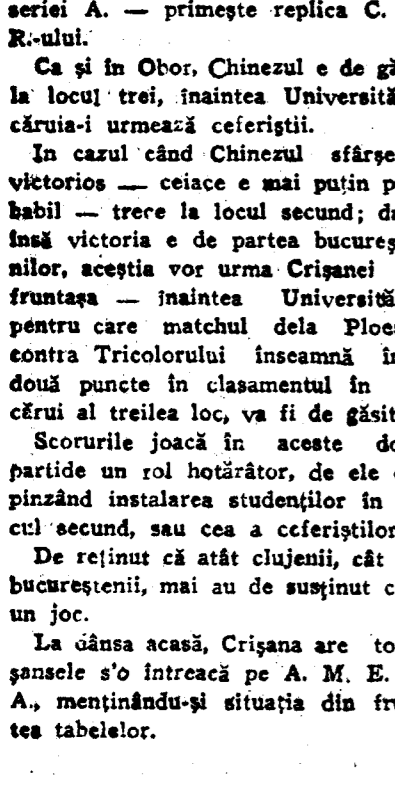 seriei A. — primește replica C.
R.-ului.
Ca și în Obor, Chinezul e de gă
la locul trei, înaintea Universită
căruia-i urmează ceferiștii.
In cazul când Chinezul sfârșe
victorios — ceiace e mai puțin p
babil — trece la locul secund; d
însă victoria e de partea bucureș
nilor, aceștia vor urma Crișanei
fruntașa — înaintea Universită
pentru care matchul dela Ploe
contra Tricolorului înseamnă în
două puncte în clasamentul în
cărui al treilea loc, va fi de găsit
Scorurile joacă în aceste do
partide un rol hotărâtor, de ele
pinzând instalarea studenților în
cul secund, sau cea a ceferiștilor
De reținut că atât clujenii, cât
bucureștenii, mai au de susținut c
un joc.
La dânsa acasă, Crișana are to
șansele s'o întreacă pe A. M. E.
A., menținându-și situația din fru
tea tabelelor.